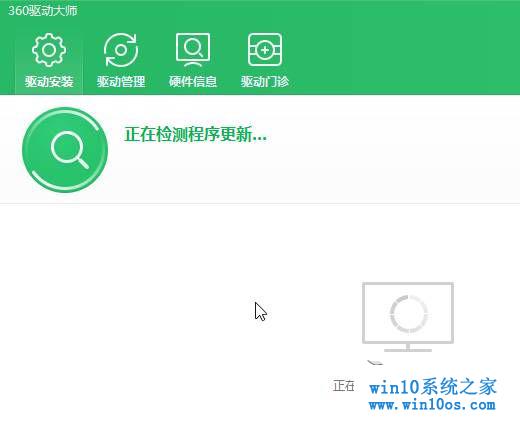 360驱动大师
驱动安装 驱动管理 硬件信息 驱动门诊
正在检测程序更新...
正在
win10系统之家
www.win10os.com